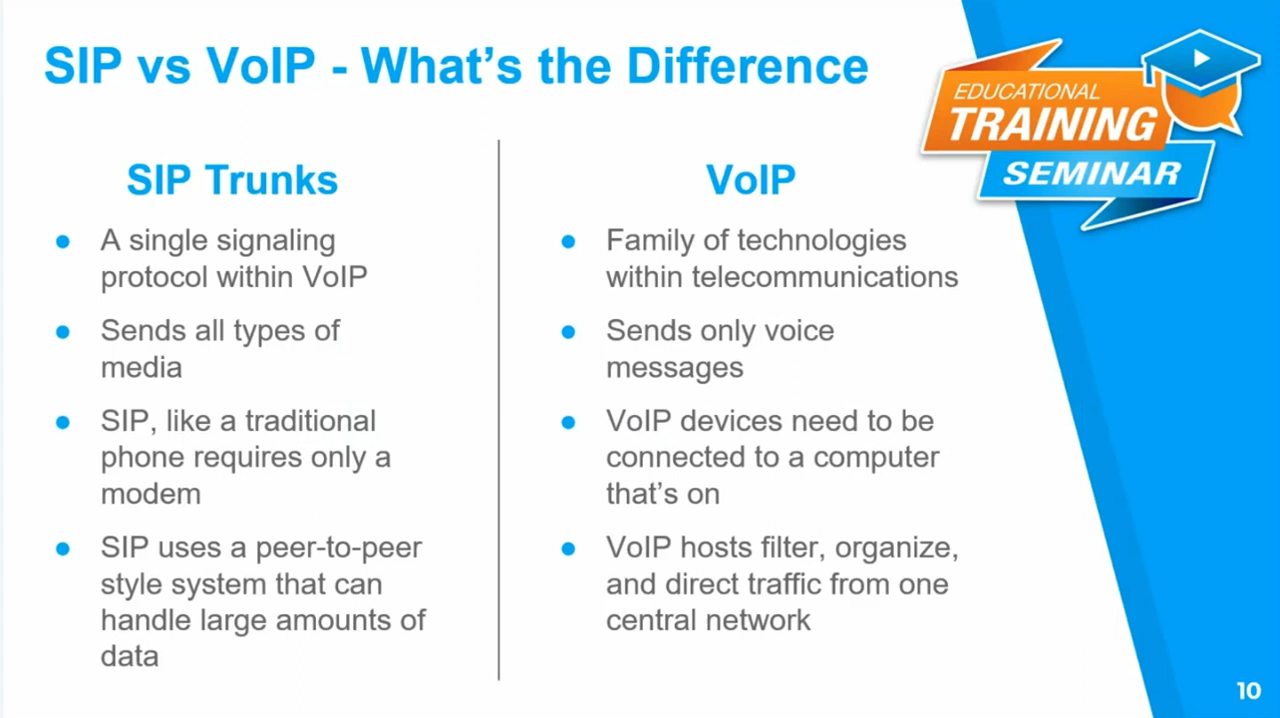 SIP vs VoIP - What's the Difference
EDUCATIONAL
TRAINING
SEMINAR
SIP Trunks
● A single signaling
protocol within VoIP
● Sends all types of
media
● SIP, like a traditional
phone requires only a
modem
● SIP uses a peer-to-peer
style system that can
handle large amounts of
data
VoIP
● Family of technologies
within telecommunications
● Sends only voice
messages
● VoIP devices need to be
connected to a computer
that's on
● VoIP hosts filter, organize,
and direct traffic from one
central network
10